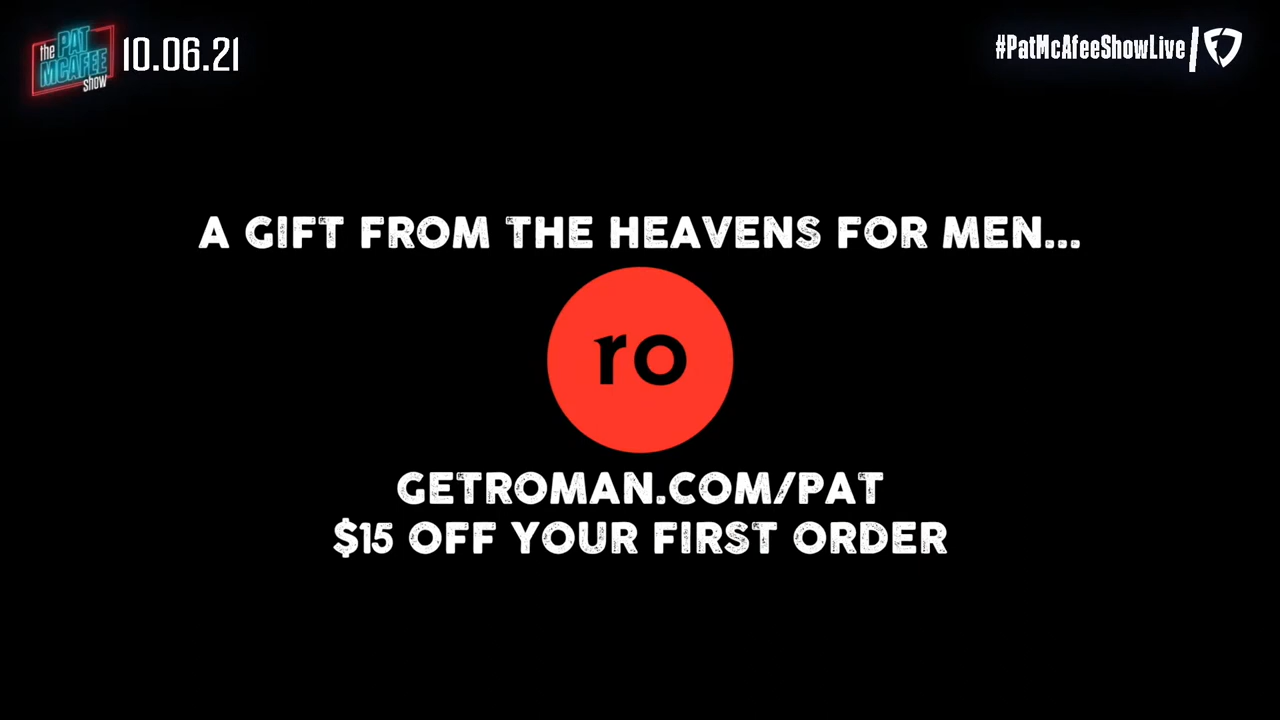 the PAT MCAFEE show 10.06.21
#PatMcAfeeShowLive
A GIFT FROM THE HEAVENS FOR MEN...
ro
GETROMAN.COM/PAT
$15 OFF YOUR FIRST ORDER